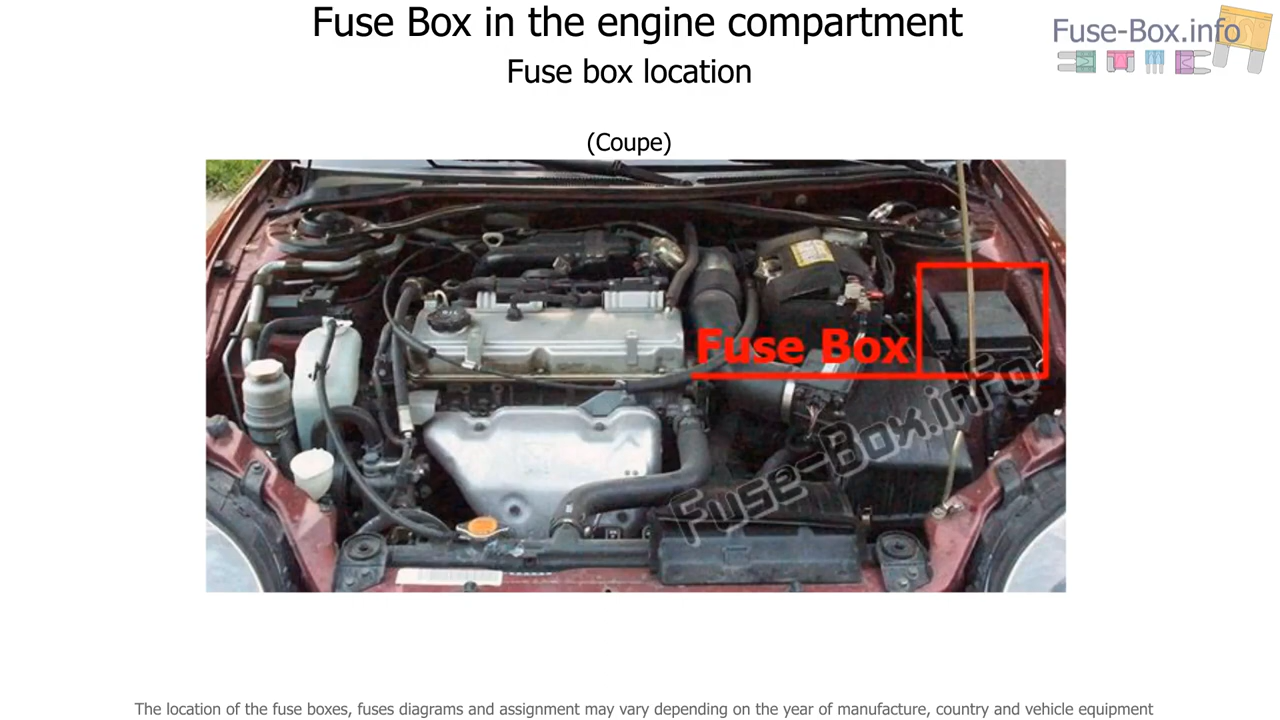 Fuse Box in the engine compartment
Fuse-Box.info
Fuse box location
(Coupe)
Fuse Box
Fuse-Box.info
The location of the fuse boxes, fuses diagrams and assignment may vary depending on the year of manufacture, country and vehicle equipment